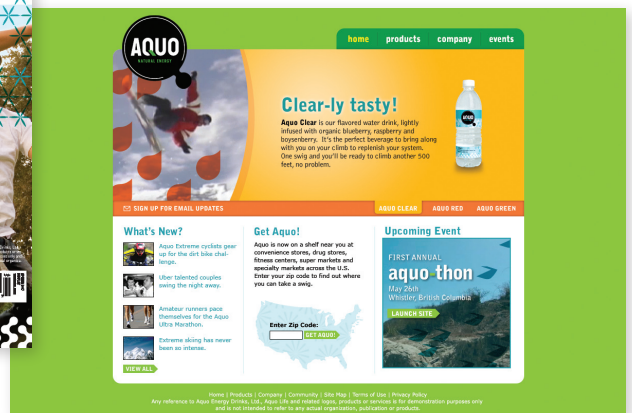 AQUO
NATURAL ENERGY
home products company events
Clear-ly tasty!
Aquo Clear is our flavored water drink, lightly
infused with organic blueberry, raspberry and
boysenberry. It's the perfect beverage to bring along
with you on your climb to replenish your system.
One swig and you'll be ready to climb another 500
feet, no problem.
AQUO
SIGN UP FOR EMAIL UPDATES
AQUO CLEAR AQUO RED AQUO GREEN
What's New?
Aquo Extreme cyclists gear
up for the dirt bike chal-
lenge.
Uber talented couples
swing the night away.
Amateur runners pace
themselves for the Aquo
Ultra Marathon.
Extreme skiing has never
been so intense.
VIEW ALL
Get Aquo!
Aquo is now on a shelf near you at
convenience stores, drug stores,
fitness centers, super markets and
specialty markets across the U.S.
Enter your zip code to find out where
you can take a swig.
Enter Zip Code:
GET AQUO!
Upcoming Event
FIRST ANNUAL
aquo-thon
May 26th
Whistler, British Columbia
LAUNCH SITE
Home | Products | Company | Community | Site Map | Terms of Use | Privacy Policy
Any reference to Aquo Energy Drinks, Ltd., Aquo Life and related logos, products or services is for demonstration purposes only
and is not intended to refer to any actual organization, publication or products.